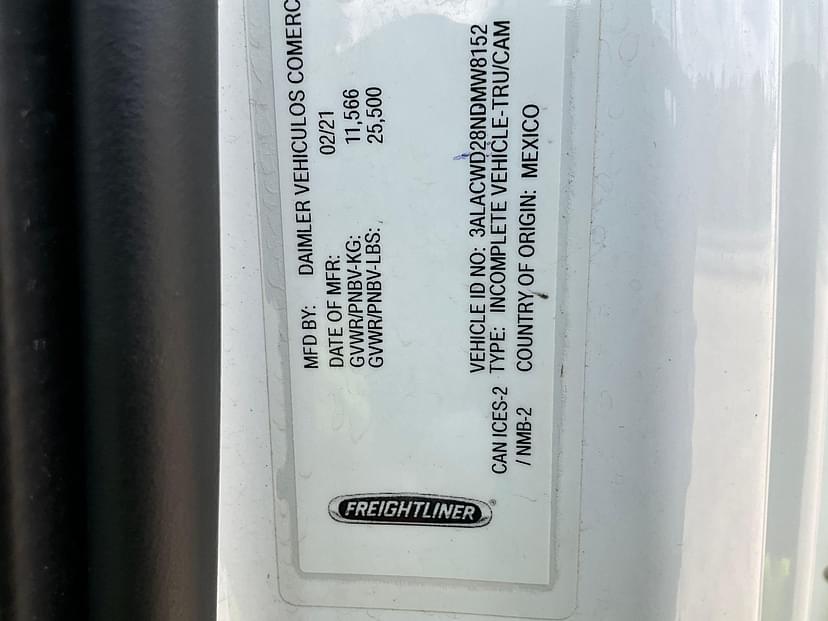 MFD BY: DAIMLER VEHICULOS COMERC
DATE OF MFR: 02/21
GVWR/PNBV-KG: 11,566
GVWR/PNBV-LBS: 25,500
VEHICLE ID NO: 3ALACWD28NDMW8152
CAN ICES-2 TYPE: INCOMPLETE VEHICLE-TRU/CAM
/ NMB-2 COUNTRY OF ORIGIN: MEXICO
FREIGHTLINER®